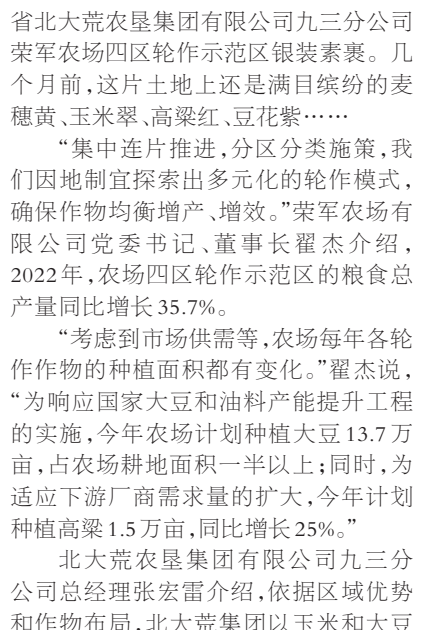 省北大荒农垦集团有限公司九三分公司
荣军农场四区轮作示范区银装素裹。几
个月前,这片土地上还是满目缤纷的麦
穗黄、玉米翠、高粱红、豆花紫……
“集中连片推进,分区分类施策,我
们因地制宜探索出多元化的轮作模式,
确保作物均衡增产、增效。”荣军农场有
限公司党委书记、董事长翟杰介绍,
2022年,农场四区轮作示范区的粮食总
产量同比增长35.7%。
“考虑到市场供需等,农场每年各轮
作作物的种植面积都有变化。”翟杰说,
“为响应国家大豆和油料产能提升工程
的实施,今年农场计划种植大豆13.7万
亩,占农场耕地面积一半以上;同时,为
适应下游厂商需求量的扩大,今年计划
种植高粱1.5万亩,同比增长25%。”
北大荒农垦集团有限公司九三分
公司总经理张宏雷介绍,依据区域优势
和作物布局,北大荒集团以玉米和大豆